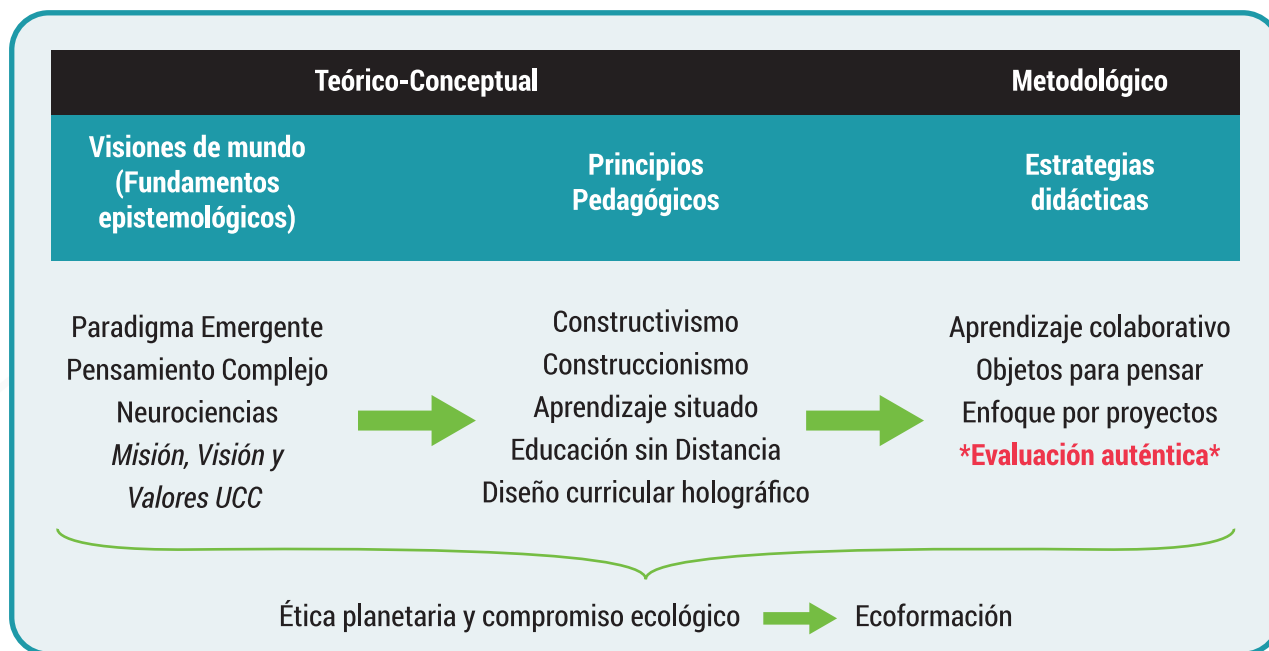 Teórico-Conceptual
Metodológico
Visiones de mundo
(Fundamentos
epistemológicos)
Principios
Pedagógicos
Estrategias
didácticas
Paradigma Emergente
Pensamiento Complejo
Neurociencias
Misión, Visión y
Valores UCC
Constructivismo
Construccionismo
Aprendizaje situado
Educación sin Distancia
Diseño curricular holográfico
Aprendizaje colaborativo
Objetos para pensar
Enfoque por proyectos
*Evaluación auténtica*
Ética planetaria y compromiso ecológico
Ecoformación